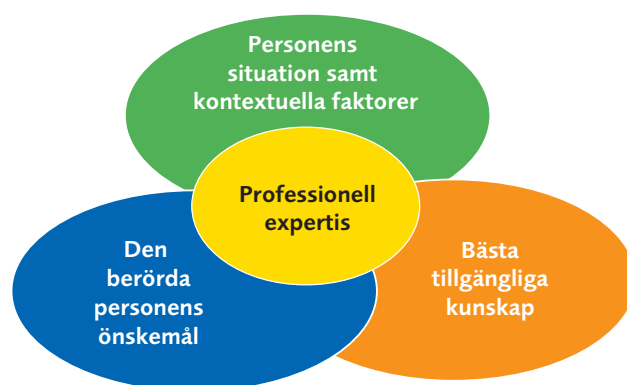 Personens
situation samt
kontextuella faktorer
Professionell
expertis
Den
berörda
personens
önskemål
Bästa
tillgängliga
kunskap